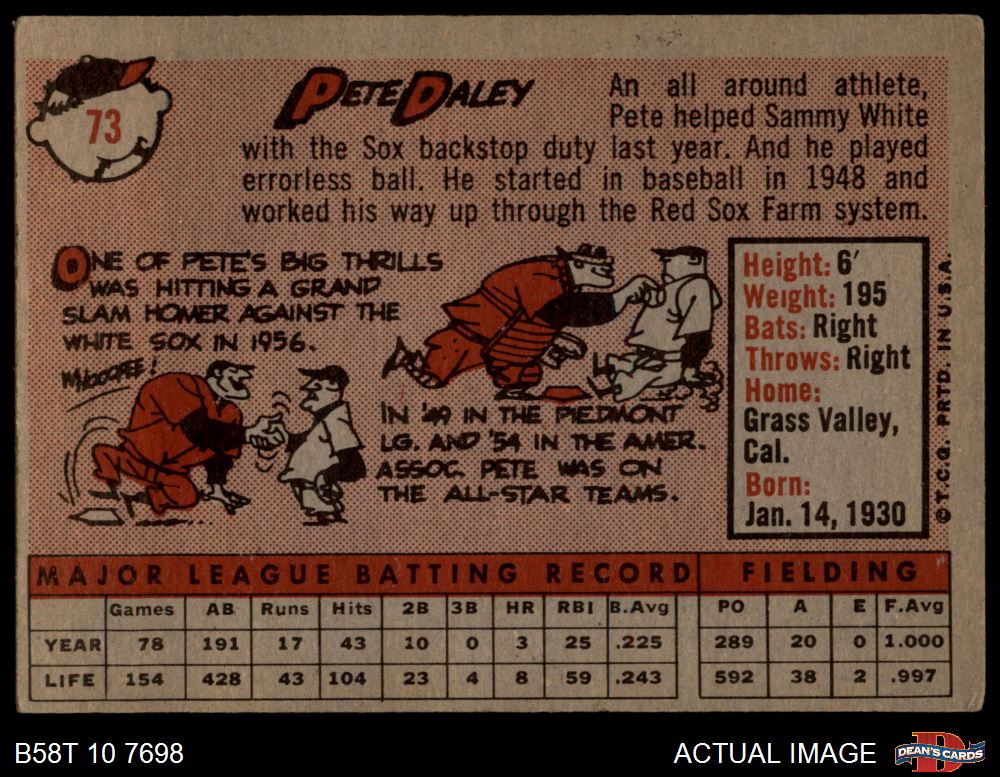 73
PETE DALEY
An all around athlete,
Pete helped Sammy White
with the Sox backstop duty last year. And he played
errorless ball. He started in baseball in 1948 and
worked his way up through the Red Sox Farm system.
ONE OF PETE'S BIG THRILLS
WAS HITTING A GRAND
SLAM HOMER AGAINST THE
WHITE SOX IN 1956.
WHOOPEE!
IN '49 IN THE PIEDMONT
LG. AND '54 IN THE AMER.
ASSOC. PETE WAS ON
THE ALL-STAR TEAMS.
Height: 6′
Weight: 195
Bats: Right
Throws: Right
Home:
Grass Valley,
Cal.
Born:
Jan. 14, 1930
© T.C.G. PRTD. IN U.S.A.
MAJOR LEAGUE BATTING RECORD FIELDING
Games AB Runs Hits 2B 3B HR RBI B.Avg PO A E F.Avg
YEAR 78 191 17 43 10 0 3 25 .225 289 20 0 1.000
LIFE 154 428 43 104 23 4 8 59 .243 592 38 2 .997
B58T 10 7698
ACTUAL IMAGE
D
DEAN'S CARDS